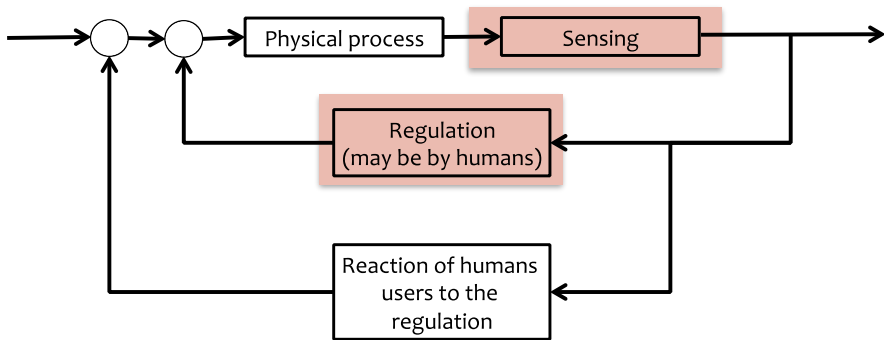 Physical process
Sensing
Regulation
(may be by humans)
Reaction of humans
users to the
regulation